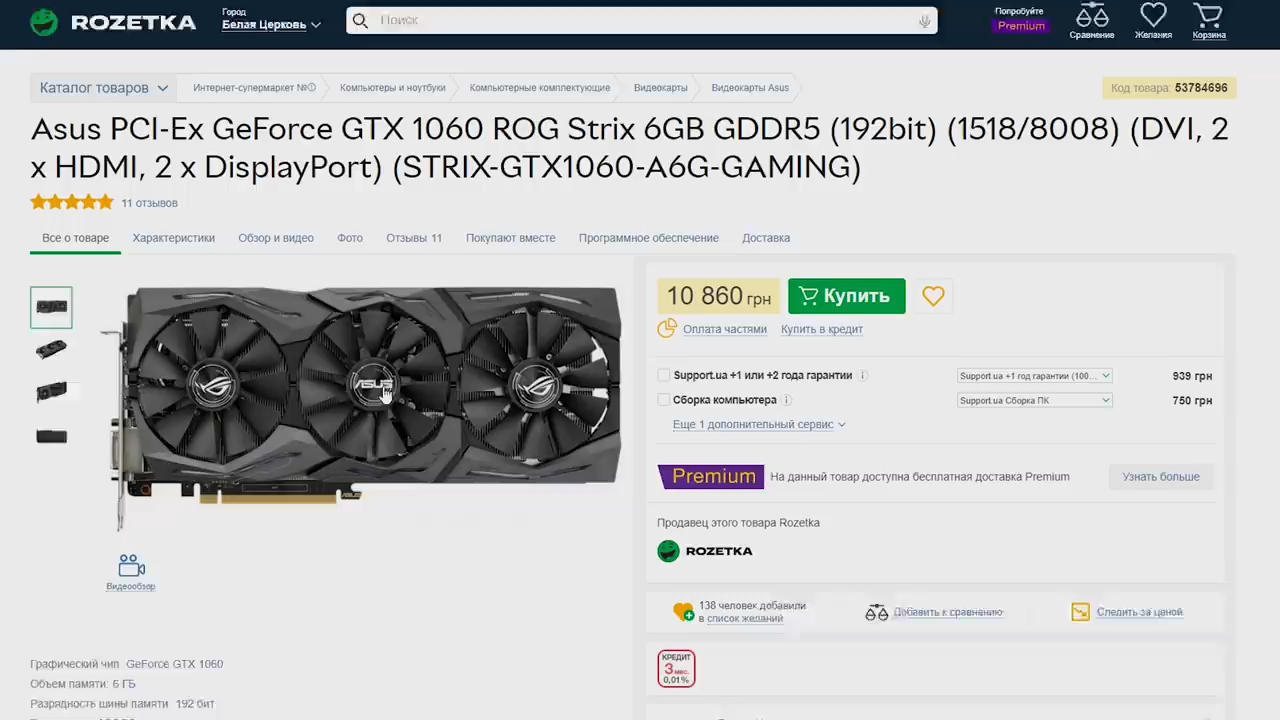 ROZETKA
Город
Белая Церковь
Поиск
Попробуйте
Premium
Сравнение
Желания
Корзина
Каталог товаров
Интернет-супермаркет №①
Компьютеры и ноутбуки
Компьютерные комплектующие
Видеокарты
Видеокарты Asus
Код товара: 53784696
Asus PCI-Ex GeForce GTX 1060 ROG Strix 6GB GDDR5 (192bit) (1518/8008) (DVI, 2
x HDMI, 2 x DisplayPort) (STRIX-GTX1060-A6G-GAMING)
11 отзывов
Все о товаре
Характеристики
Обзор и видео
Фото
Отзывы 11
Покупают вместе
Программное обеспечение
Доставка
ASUS
ASUS
Видеообзор
10 860 грн
Купить
Оплата частями
Купить в кредит
Support.ua +1 или +2 года гарантии
Support.ua +1 год гарантии (100...
939 грн
Сборка компьютера
Support.ua Сборка ПК
750 грн
Еще 1 дополнительный сервис
Premium
На данный товар доступна бесплатная доставка Premium
Узнать больше
Продавец этого товара Rozetka
ROZETKA
138 человек добавили
в список желаний
Добавить к сравнению
Следить за ценой
КРЕДИТ
3 мес.
0,01%
Графический чип GeForce GTX 1060
Объем памяти: 6 ГБ
Разрядность шины памяти 192 бит